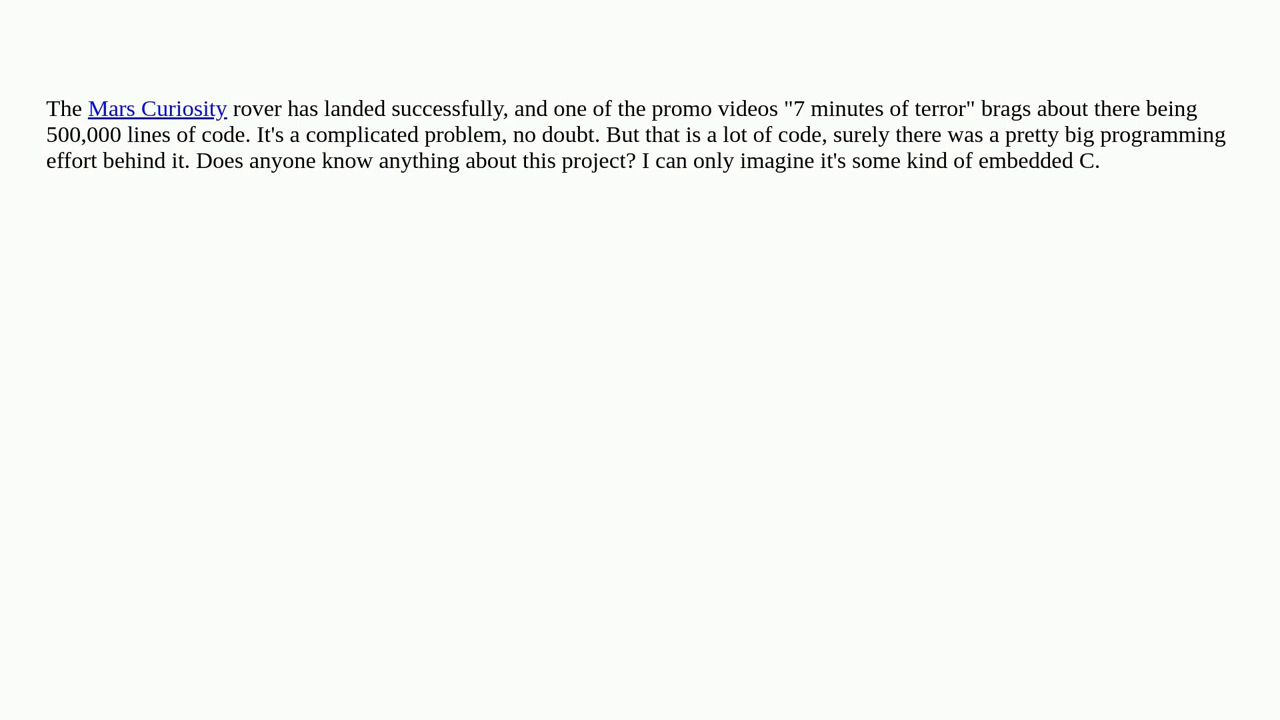 The Mars Curiosity rover has landed successfully, and one of the promo videos "7 minutes of terror" brags about there being
500,000 lines of code. It's a complicated problem, no doubt. But that is a lot of code, surely there was a pretty big programming
effort behind it. Does anyone know anything about this project? I can only imagine it's some kind of embedded C.